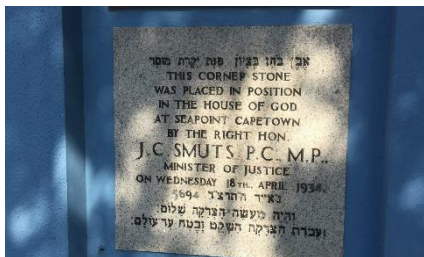 אבן בחן בציון פנת יקרת מוסד
THIS CORNER STONE
WAS PLACED IN POSITION
IN THE HOUSE OF GOD
AT SEAPOINT CAPETOWN
BY THE RIGHT HON.
J.C. SMUTS, P.C., M.P.,
MINISTER OF JUSTICE
ON WEDNESDAY 18TH. APRIL 1934.
ג׳ אייר התרצ״ד 5694
והיה מעשה הצדקה שלום:
ועבדת הצדקה השקט ובטח עד עולם: